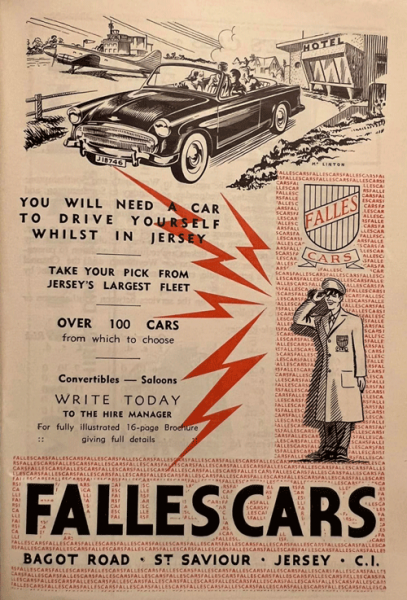 HOTEL
J18746
YOU WILL NEED A CAR
TO DRIVE YOURSELF
WHILST IN JERSEY
FALLES
CARS
TAKE YOUR PICK FROM
JERSEY'S LARGEST FLEET
OVER 100 CARS
from which to choose
Convertibles — Saloons
WRITE TODAY
TO THE HIRE MANAGER
For fully illustrated 16-page Brochure
:: giving full details ::
FALLES CARS
BAGOT ROAD · ST SAVIOUR · JERSEY · C.I.